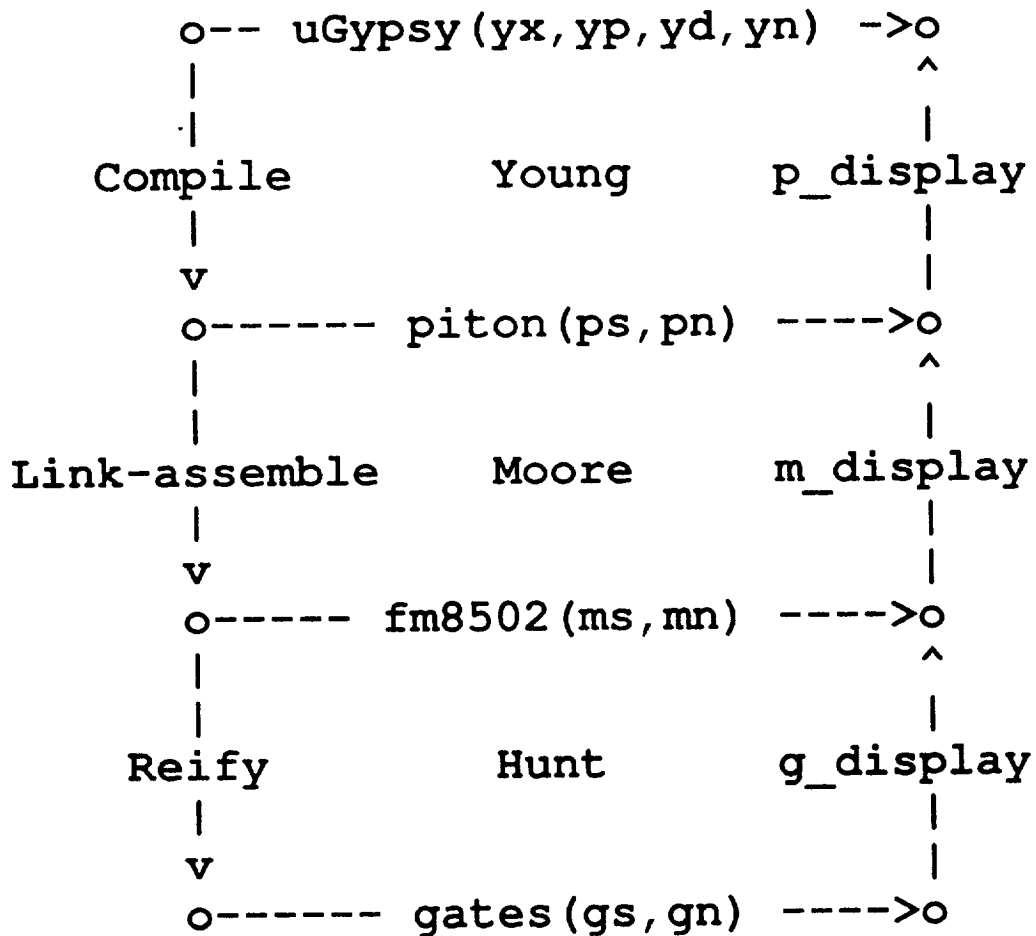 o-- uGypsy(yx,yp,yd,yn) ->o
| ^
| |
Compile Young p_display
| |
v |
o------ piton(ps,pn) ---->o
| ^
| |
Link-assemble Moore m_display
| |
v |
o----- fm8502(ms,mn) ---->o
| ^
| |
Reify Hunt g_display
| |
v |
o------ gates(gs,gn) ---->o